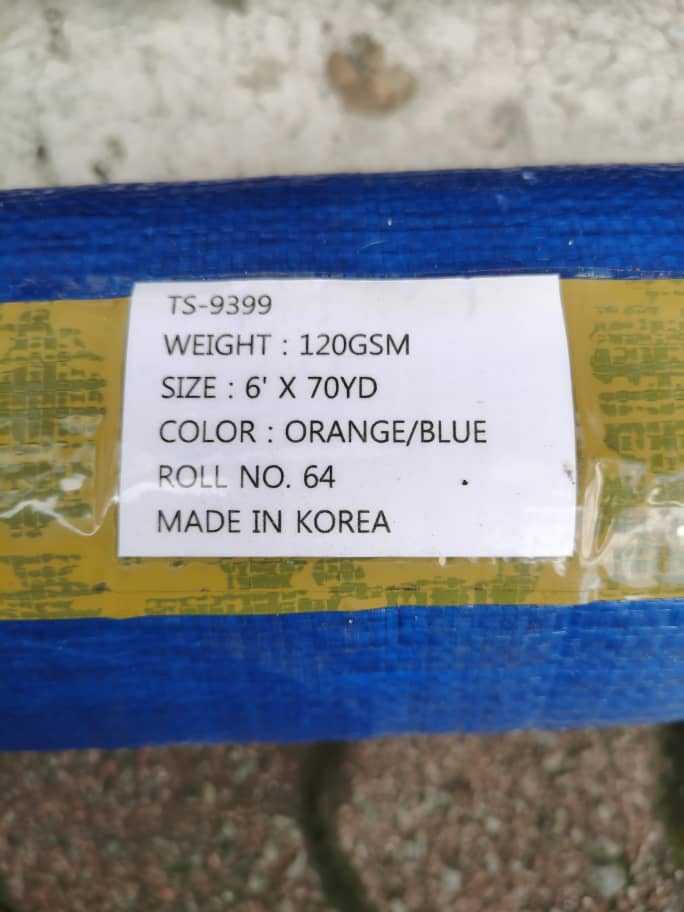 TS-9399
WEIGHT : 120GSM
SIZE : 6' X 70YD
COLOR : ORANGE/BLUE
ROLL NO. 64
MADE IN KOREA